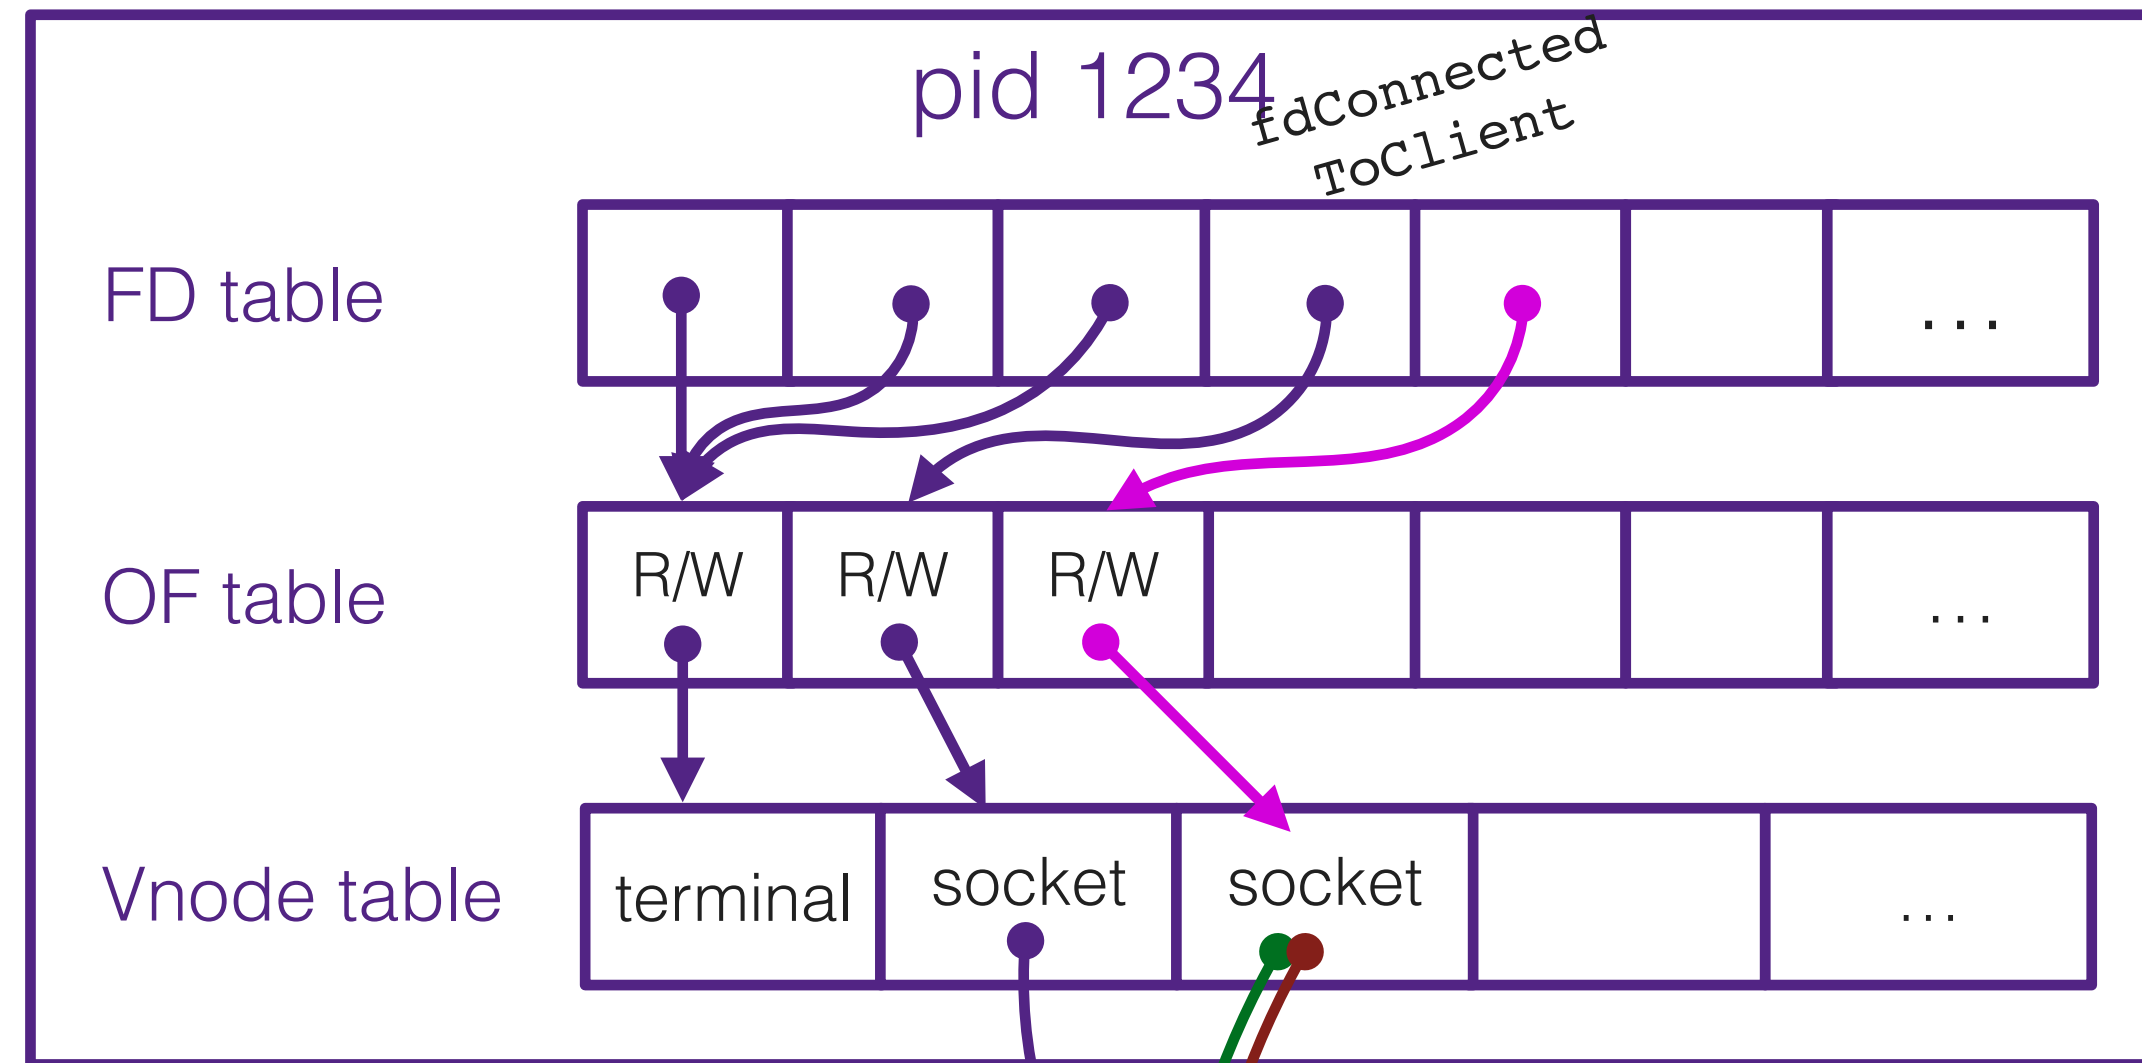 pid 1234
fdConnected
ToClient
FD table
...
OF table
R/W R/W R/W ...
Vnode table
terminal socket socket ...